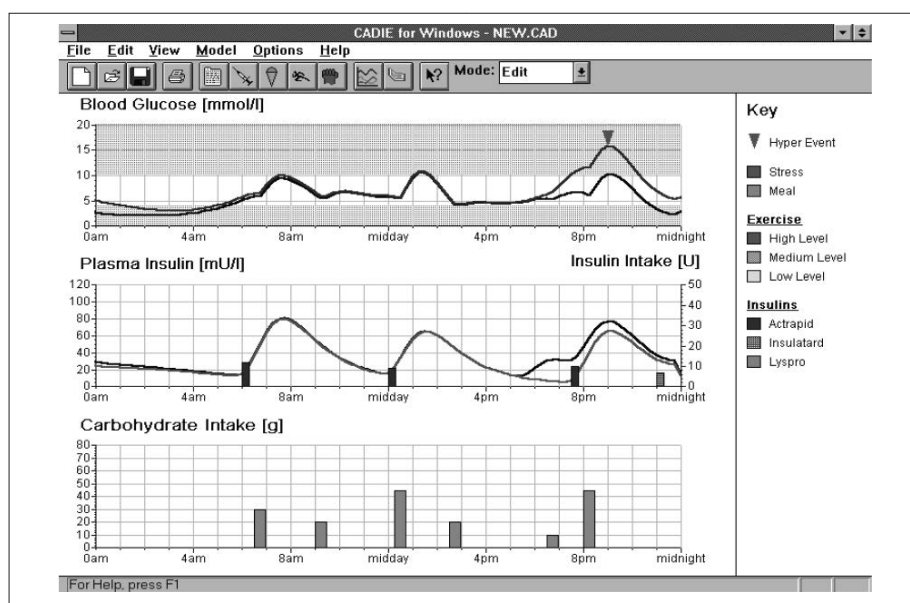 CADIE for Windows - NEW.CAD
File Edit View Model Options Help
Mode: Edit
Blood Glucose [mmol/l]
20
15
10
5
0
0am 4am 8am midday 4pm 8pm midnight
Plasma Insulin [mU/l] Insulin Intake [U]
120
100
80
60
40
20
0
50
40
30
20
10
0
0am 4am 8am midday 4pm 8pm midnight
Carbohydrate Intake [g]
80
70
60
50
40
30
20
10
0
0am 4am 8am midday 4pm 8pm midnight
Key
Hyper Event
Stress
Meal
Exercise
High Level
Medium Level
Low Level
Insulins
Actrapid
Insulatard
Lyspro
For Help, press F1